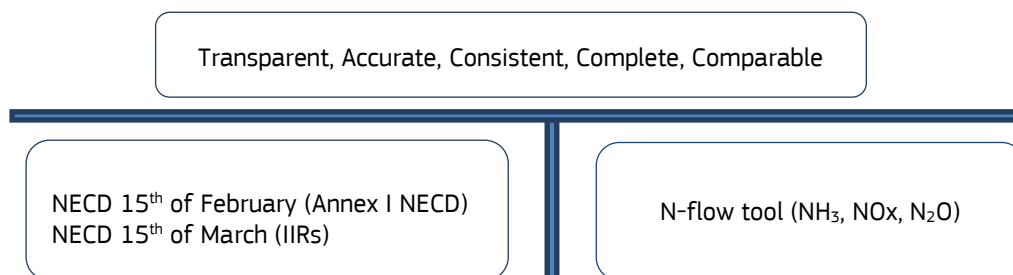 Transparent, Accurate, Consistent, Complete, Comparable
NECD 15th of February (Annex I NECD)
NECD 15th of March (IIRs)
N-flow tool (NH₃, NOx, N₂O)